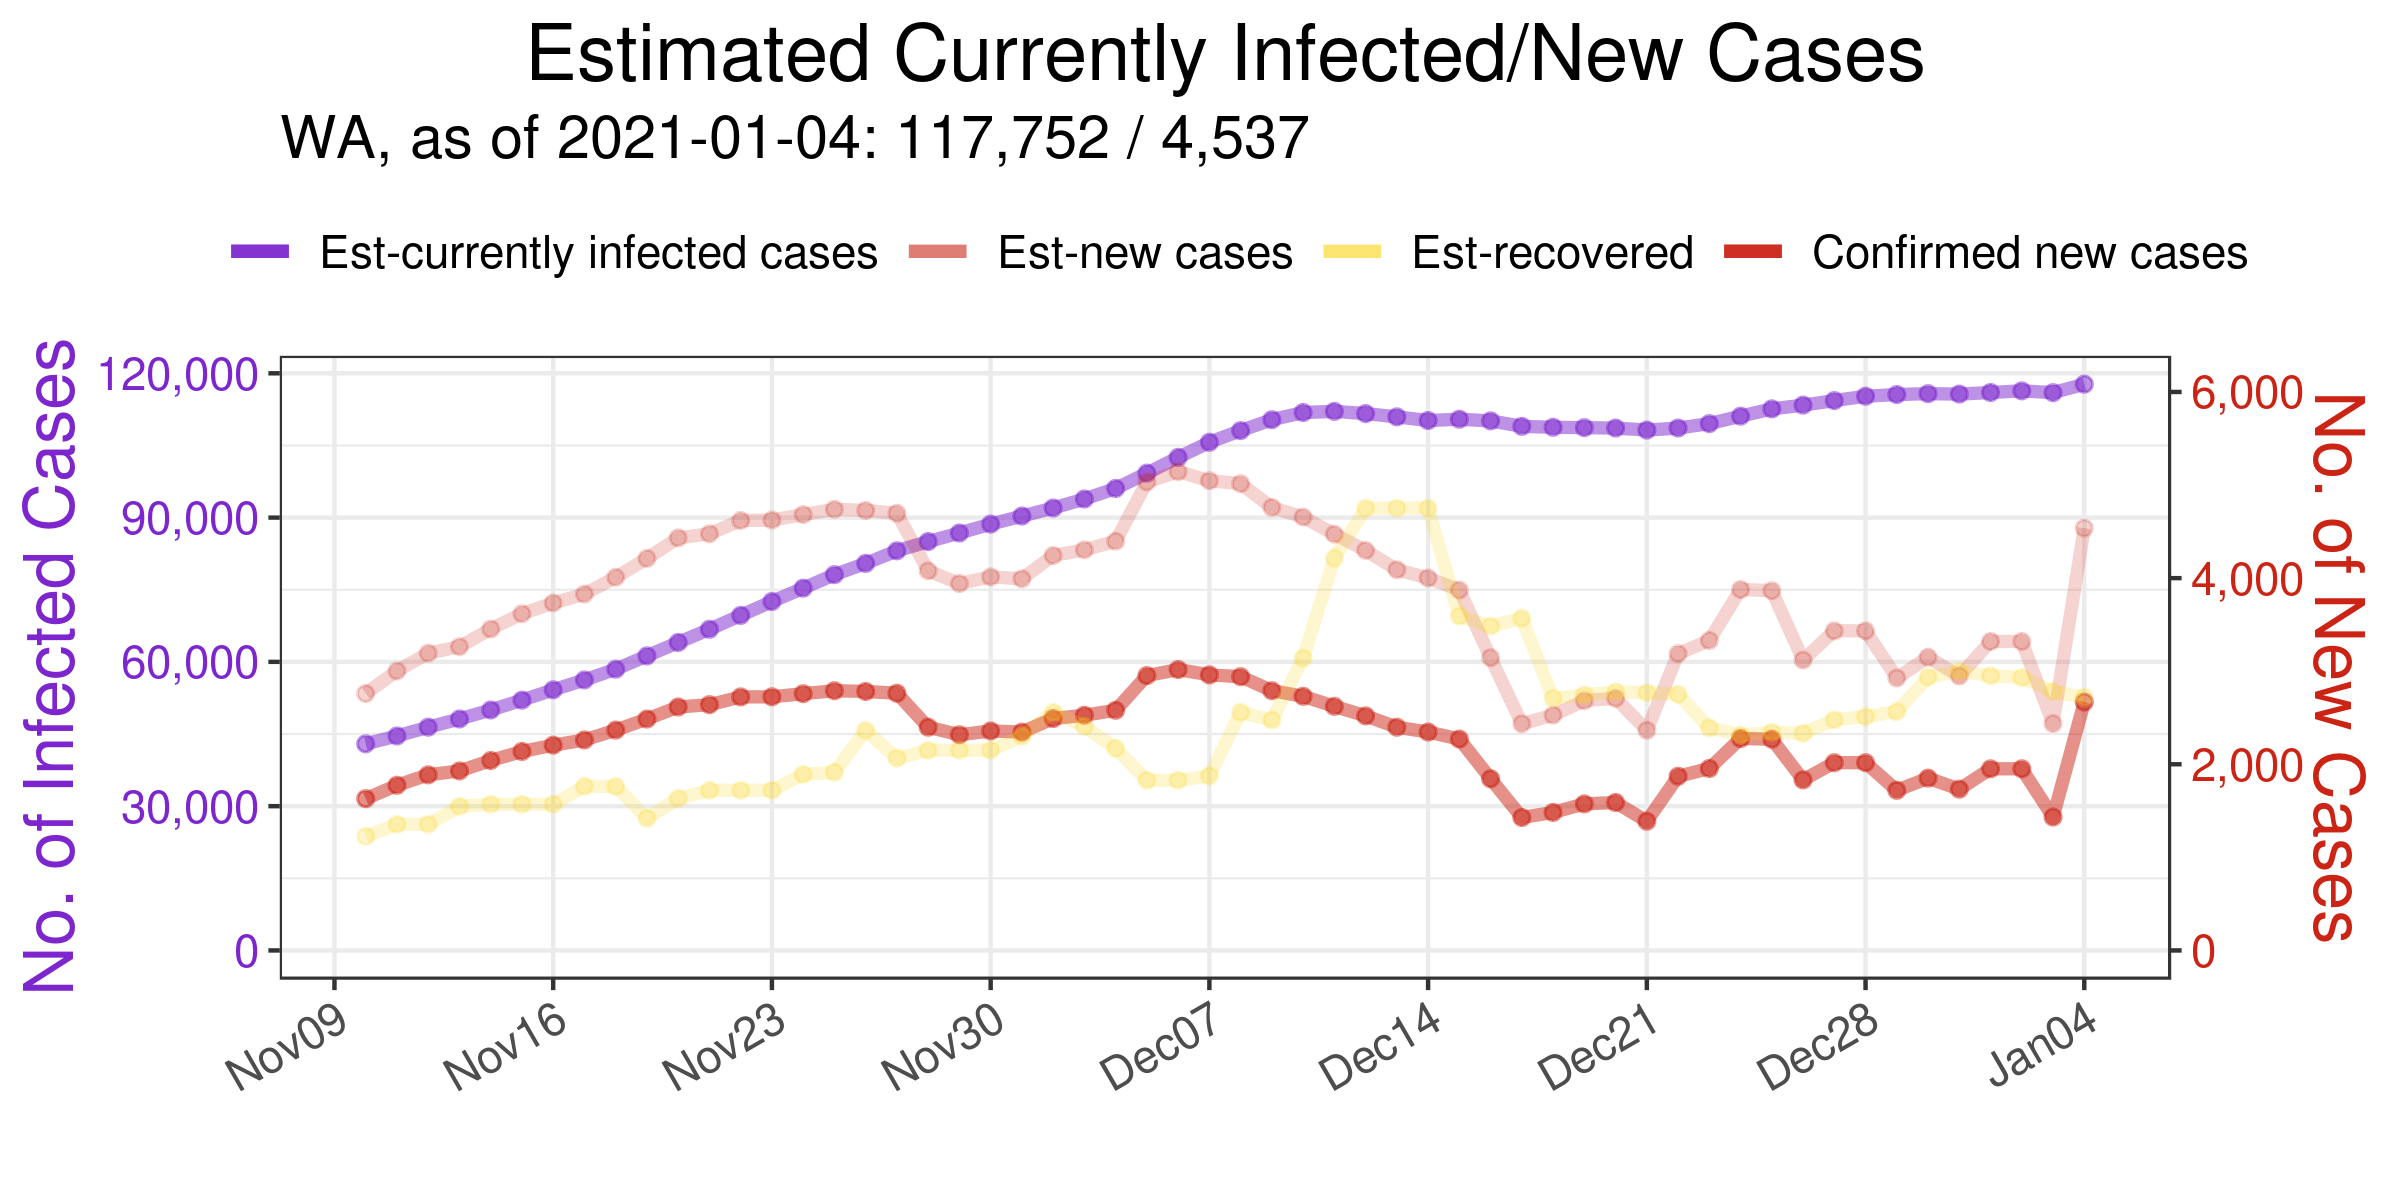 Estimated Currently Infected/New Cases
WA, as of 2021-01-04: 117,752 / 4,537
Est-currently infected cases Est-new cases Est-recovered Confirmed new cases
No. of Infected Cases
120,000
90,000
60,000
30,000
0
6,000
4,000
2,000
0
No. of New Cases
Nov09 Nov16 Nov23 Nov30 Dec07 Dec14 Dec21 Dec28 Jan04